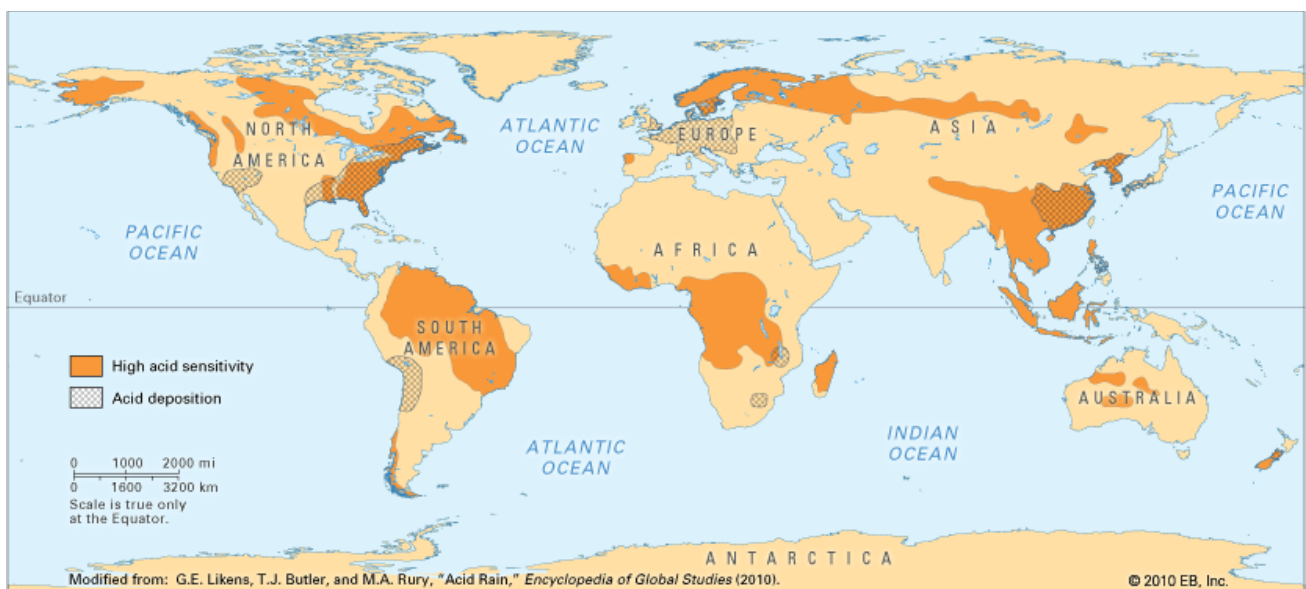 ATLANTIC
OCEAN
NORTH
AMERICA
EUROPE
ASIA
PACIFIC
OCEAN
PACIFIC
OCEAN
AFRICA
Equator
SOUTH
AMERICA
High acid sensitivity
Acid deposition
AUSTRALIA
ATLANTIC
OCEAN
INDIAN
OCEAN
0 1000 2000 mi
0 1600 3200 km
Scale is true only
at the Equator.
ANTARCTICA
Modified from: G.E. Likens, T.J. Butler, and M.A. Rury, “Acid Rain,” Encyclopedia of Global Studies (2010).
© 2010 EB, Inc.